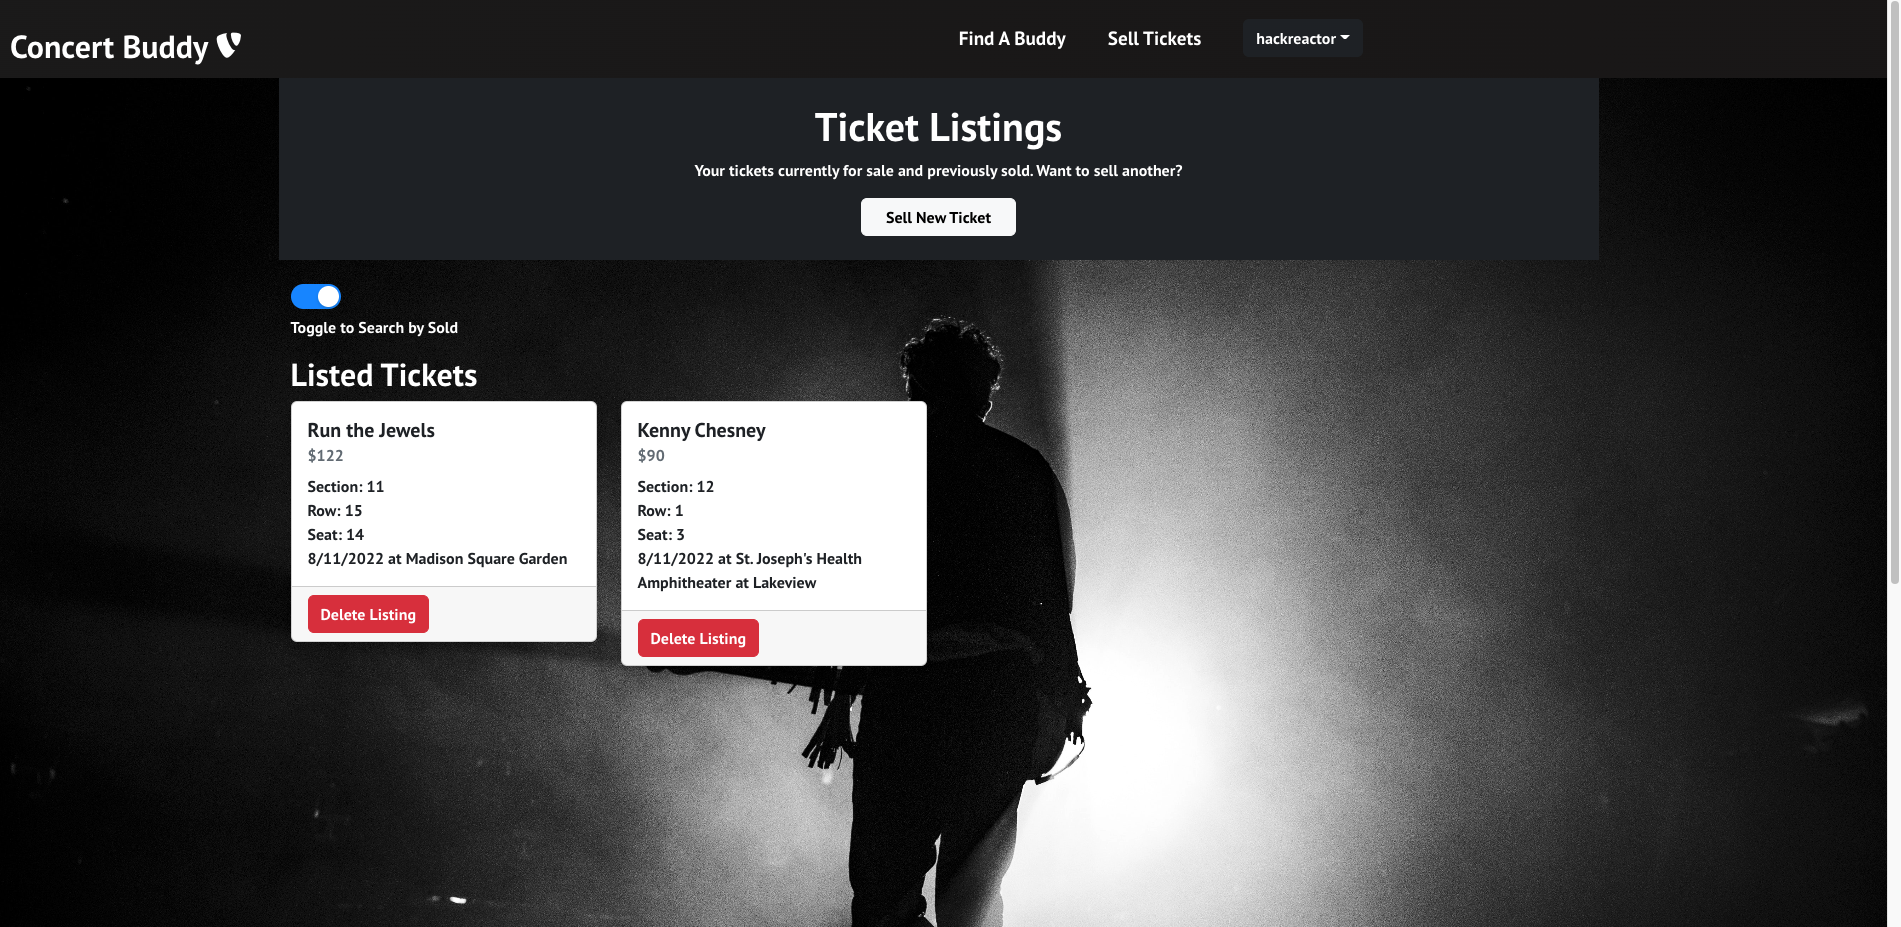 Concert Buddy
Find A Buddy
Sell Tickets
hackreactor
Ticket Listings
Your tickets currently for sale and previously sold. Want to sell another?
Sell New Ticket
Toggle to Search by Sold
Listed Tickets
Run the Jewels
$122
Section: 11
Row: 15
Seat: 14
8/11/2022 at Madison Square Garden
Delete Listing
Kenny Chesney
$90
Section: 12
Row: 1
Seat: 3
8/11/2022 at St. Joseph's Health
Amphitheater at Lakeview
Delete Listing